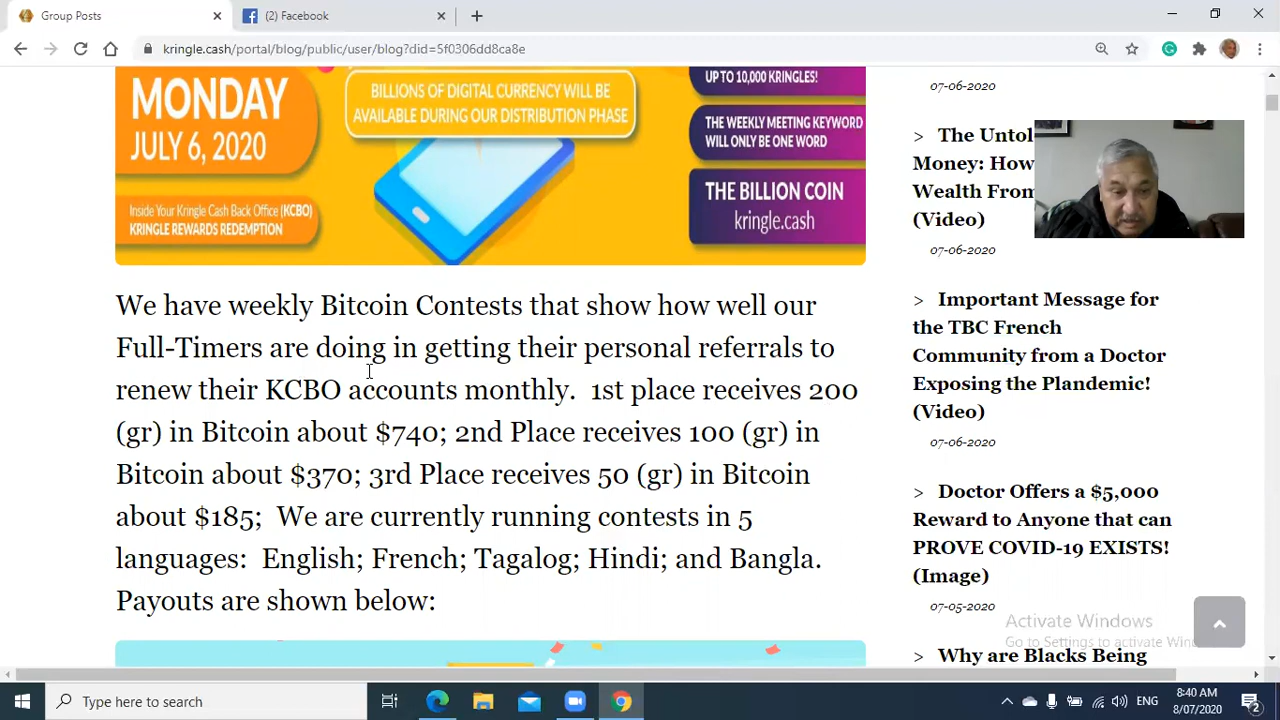 Group Posts
(2) Facebook
kringle.cash/portal/blog/public/user/blog?did=5f0306dd8ca8e
MONDAY
JULY 6, 2020
Inside Your Kringle Cash Back Office (KCBO)
KRINGLE REWARDS REDEMPTION
BILLIONS OF DIGITAL CURRENCY WILL BE
AVAILABLE DURING OUR DISTRIBUTION PHASE
UP TO 10,000 KRINGLES!
THE WEEKLY MEETING KEYWORD
WILL ONLY BE ONE WORD
THE BILLION COIN
kringle.cash
We have weekly Bitcoin Contests that show how well our
Full-Timers are doing in getting their personal referrals to
renew their KCBO accounts monthly.  1st place receives 200
(gr) in Bitcoin about $740; 2nd Place receives 100 (gr) in
Bitcoin about $370; 3rd Place receives 50 (gr) in Bitcoin
about $185;  We are currently running contests in 5
languages:  English; French; Tagalog; Hindi; and Bangla.
Payouts are shown below:
07-06-2020
> The Untol
Money: How
Wealth From
(Video)
07-06-2020
> Important Message for
the TBC French
Community from a Doctor
Exposing the Plandemic!
(Video)
07-06-2020
> Doctor Offers a $5,000
Reward to Anyone that can
PROVE COVID-19 EXISTS!
(Image)
07-05-2020
> Why are Blacks Being
Activate Windows
Go to Settings to activate Win
Type here to search
ENG
8:40 AM
8/07/2020
2